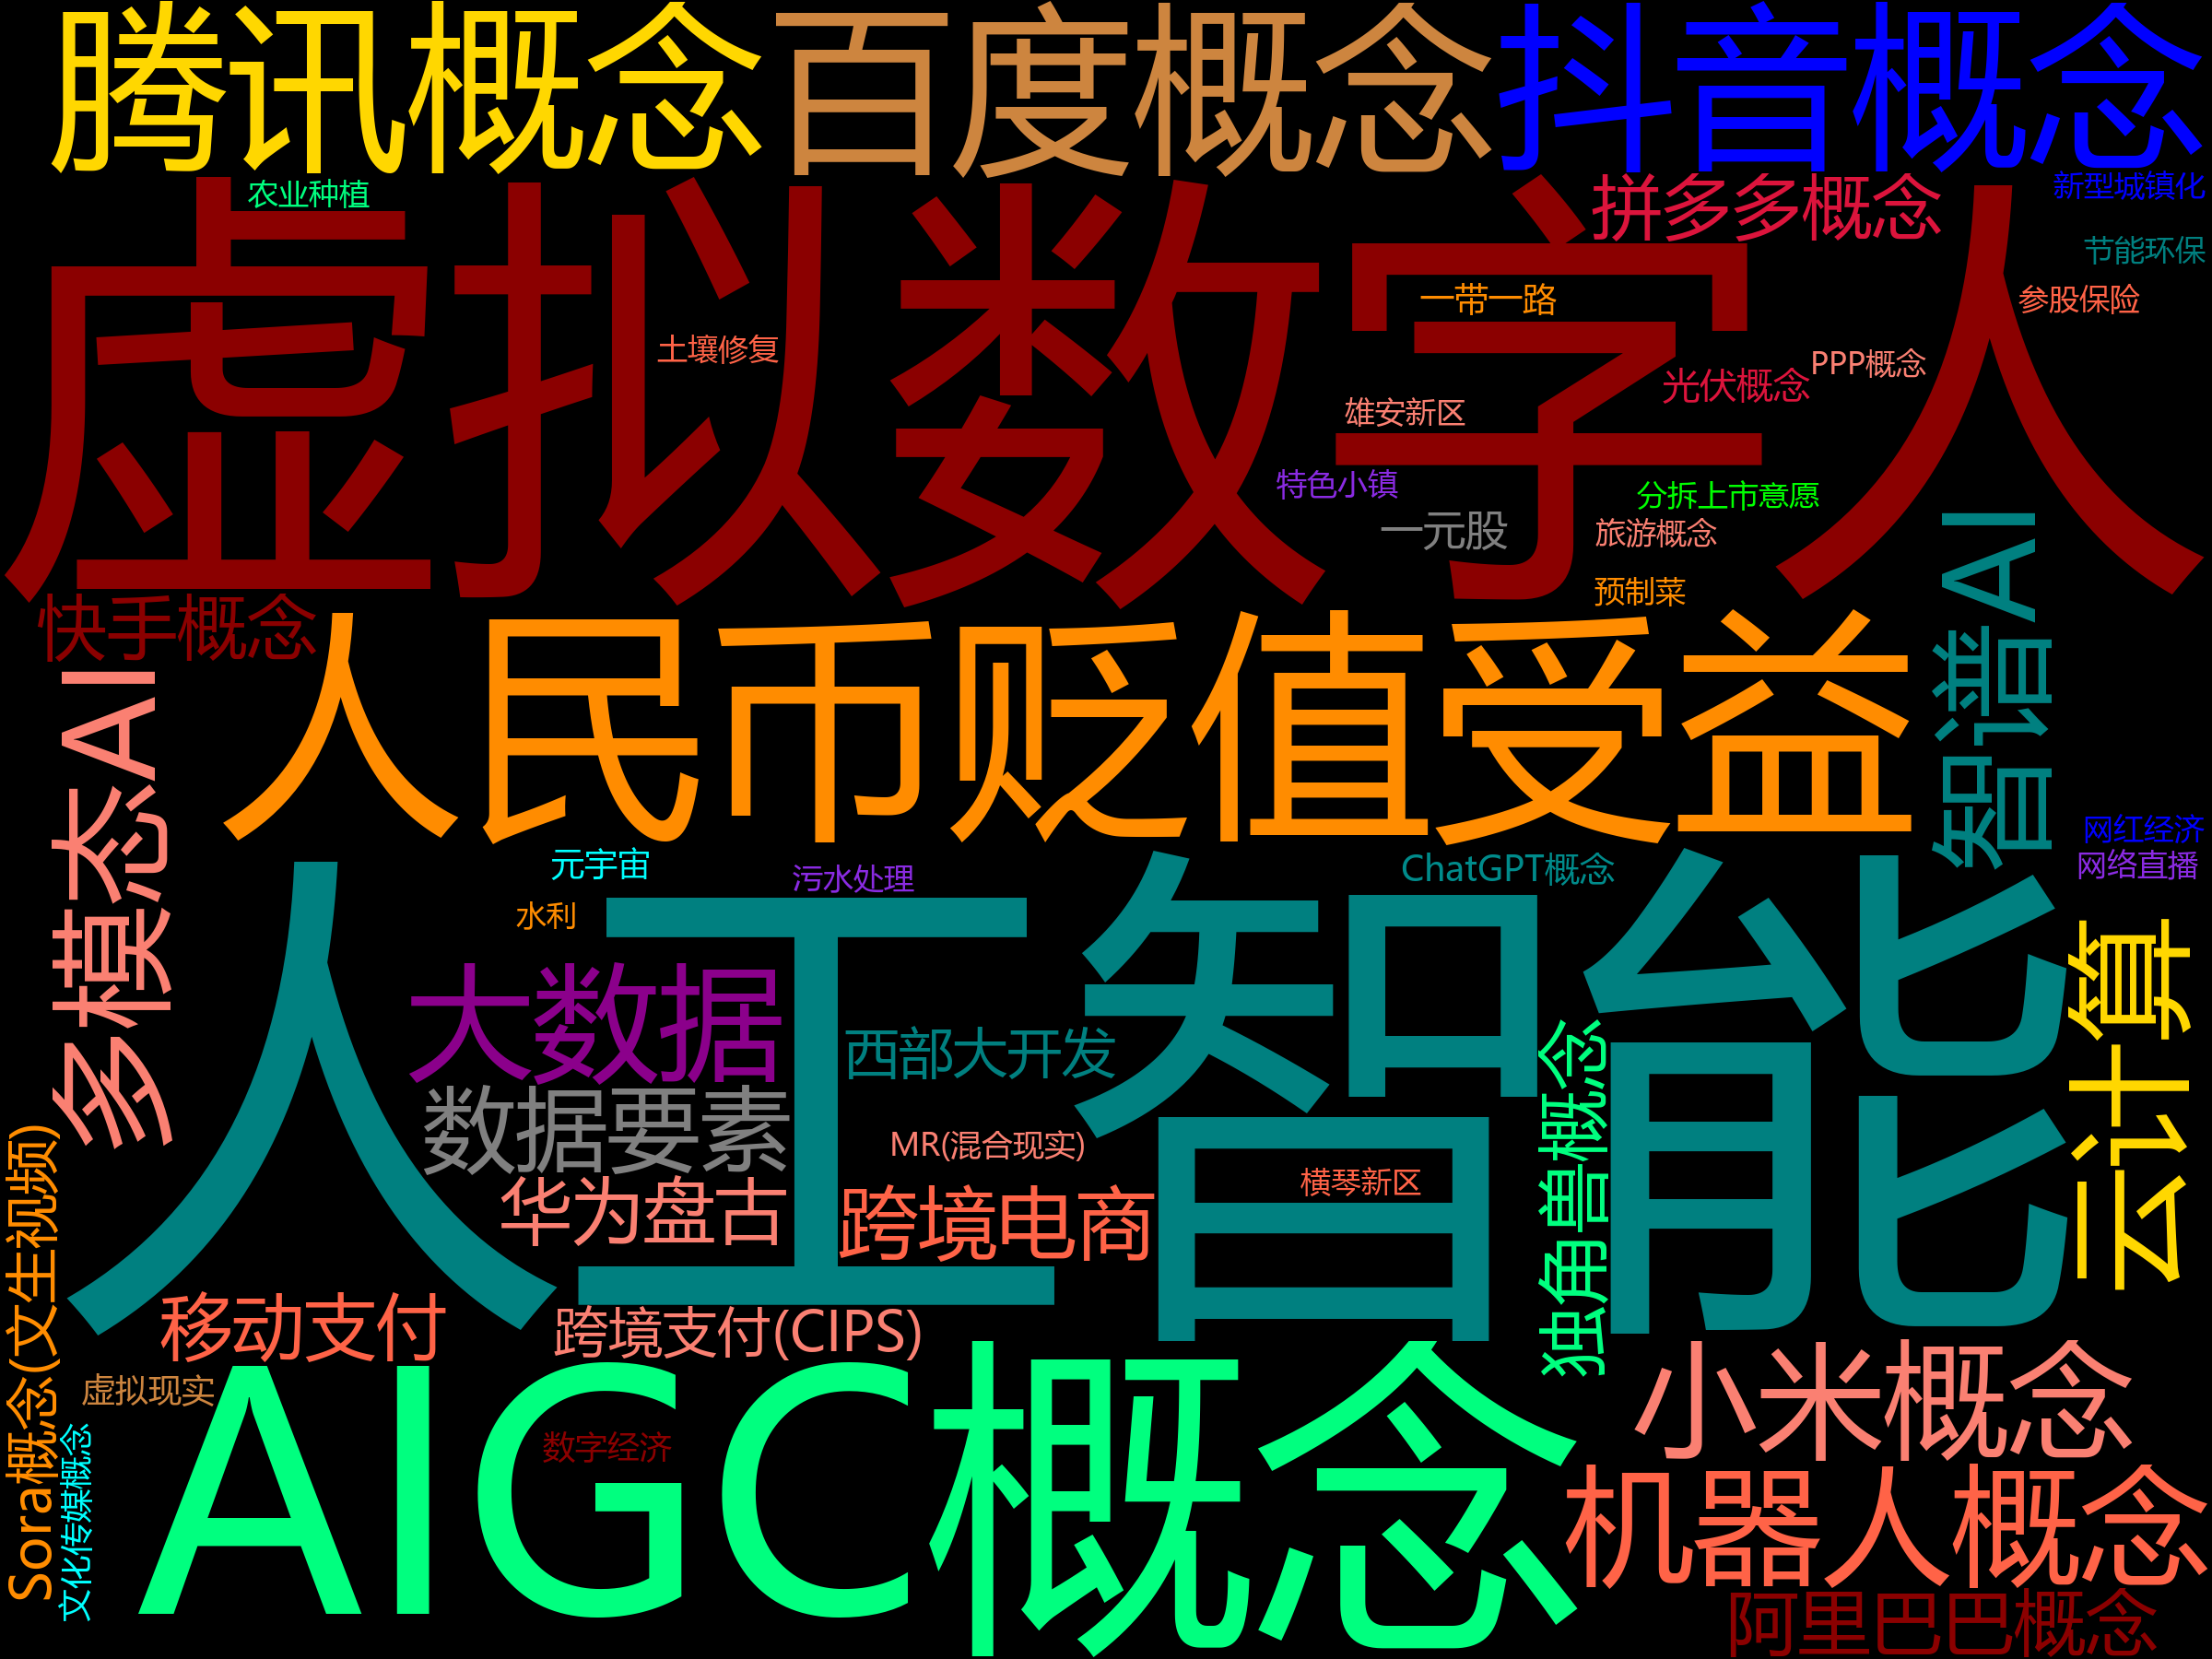 腾讯概念
百度概念
抖音概念
农业种植
拼多多概念
新型城镇化
虚拟数字人
节能环保
一带一路
参股保险
土壤修复
PPP概念
光伏概念
雄安新区
特色小镇
分拆上市意愿
一元股
旅游概念
智谱AI
预制菜
快手概念
人民币贬值受益
多模态AI
网红经济
元宇宙
污水处理
ChatGPT概念
网络直播
水利
人工智能
大数据
云计算
西部大开发
独角兽概念
数据要素
MR(混合现实)
横琴新区
华为盘古
跨境电商
Sora概念(文生视频)
移动支付
跨境支付(CIPS)
小米概念
虚拟现实
AIGC概念
文化传媒概念
数字经济
机器人概念
阿里巴巴概念